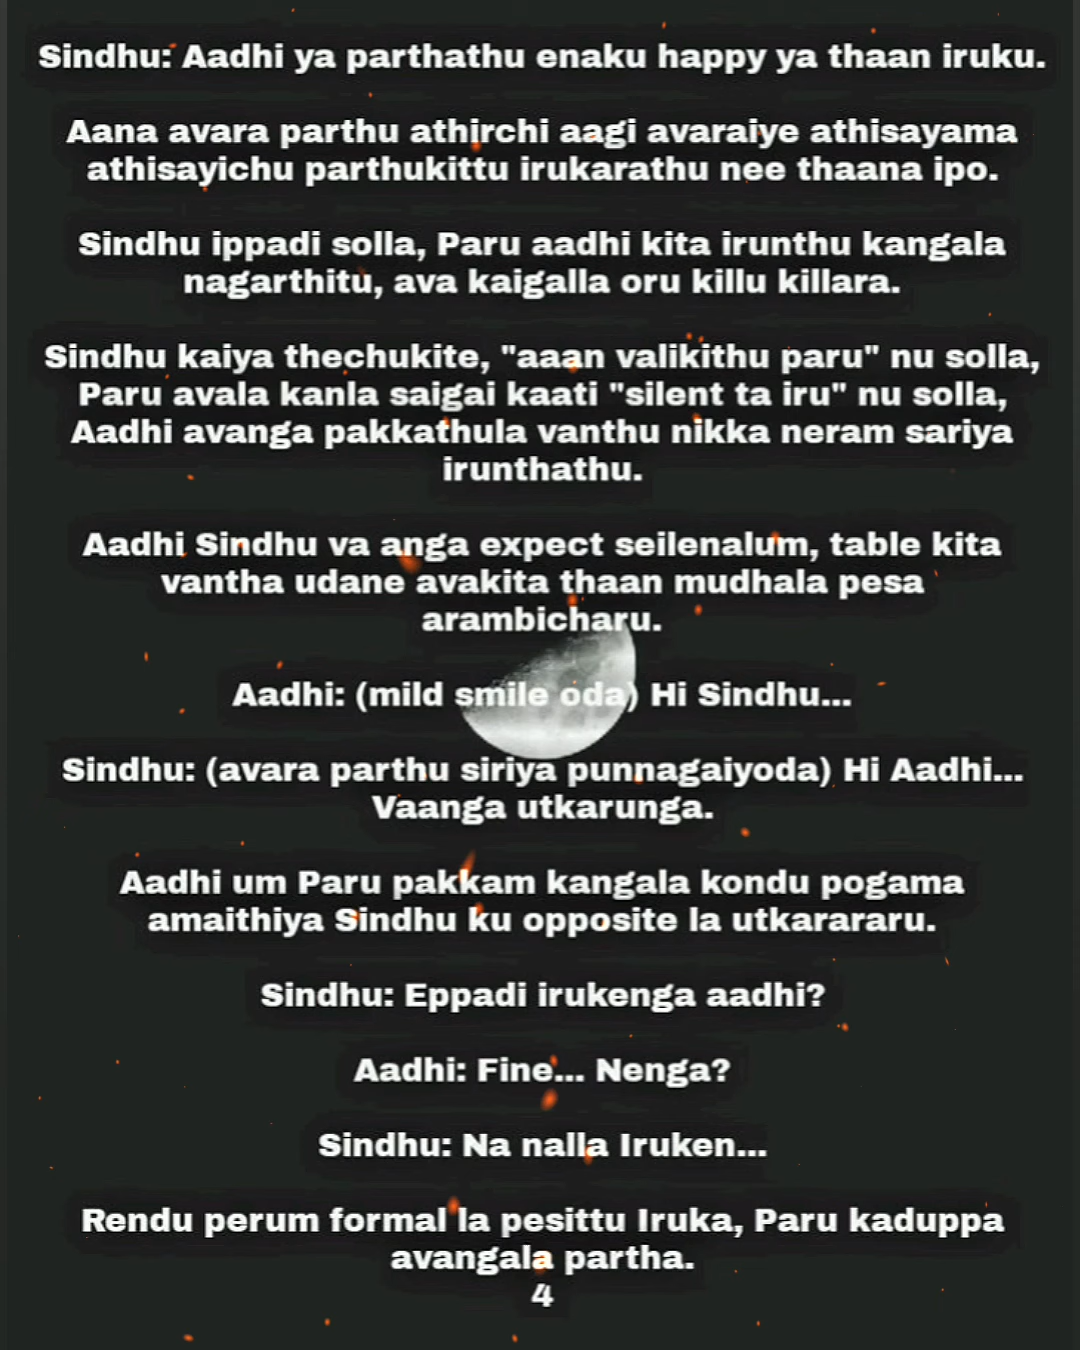 Sindhu: Aadhi ya parthathu enaku happy ya thaan iruku.
Aana avara parthu athirchi aagi avaraiye athisayama
athisayichu parthukittu irukarathu nee thaana ipo.
Sindhu ippadi solla, Paru aadhi kita irunthu kangala
nagarthitu, ava kaigalla oru killu killara.
Sindhu kaiya thechukite, "aaan valikithu paru" nu solla,
Paru avala kanla saigai kaati "silent ta iru" nu solla,
Aadhi avanga pakkathula vanthu nikka neram sariya
irunthathu.
Aadhi Sindhu va anga expect seilenalum, table kita
vantha udane avakita thaan mudhala pesa
arambicharu.
Aadhi: (mild smile oda) Hi Sindhu...
Sindhu: (avara parthu siriya punnagaiyoda) Hi Aadhi...
Vaanga utkarunga.
Aadhi um Paru pakkam kangala kondu pogama
amaithiya Sindhu ku opposite la utkarararu.
Sindhu: Eppadi irukenga aadhi?
Aadhi: Fine... Nenga?
Sindhu: Na nalla Iruken...
Rendu perum formal la pesittu Iruka, Paru kaduppa
avangala partha.
4